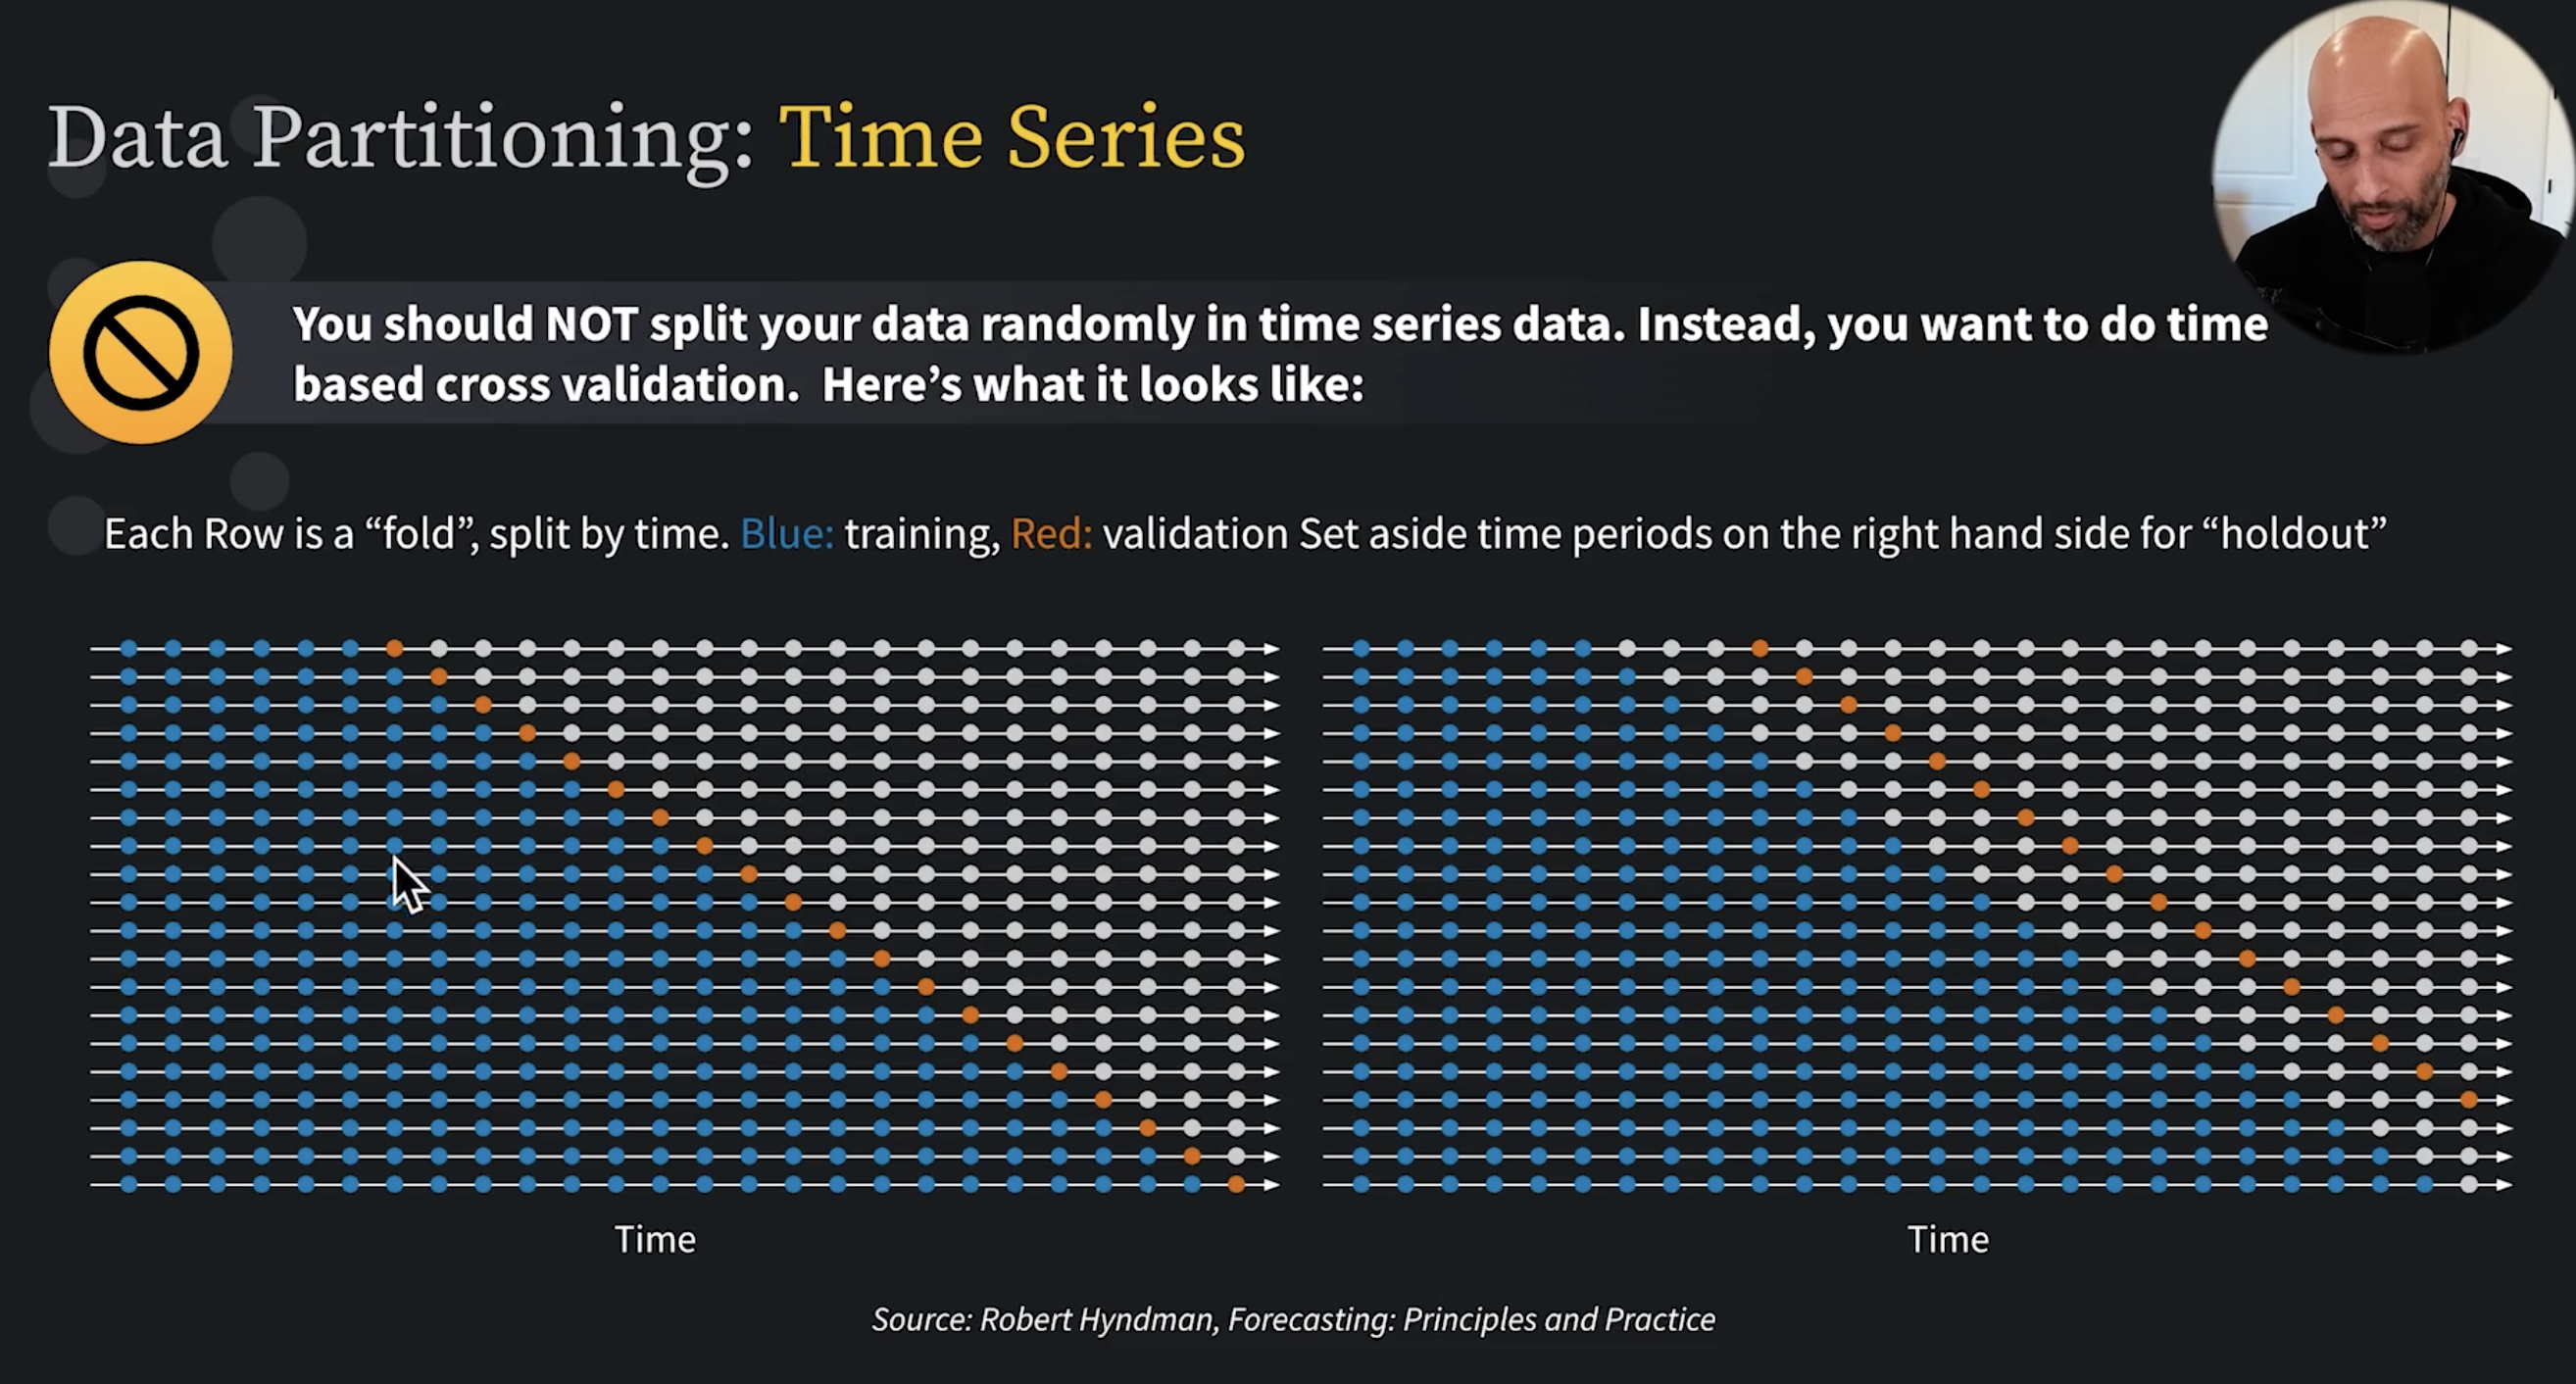 Data Partitioning: Time Series
You should NOT split your data randomly in time series data. Instead, you want to do time
based cross validation.  Here’s what it looks like:
Each Row is a “fold”, split by time. Blue: training, Red: validation Set aside time periods on the right hand side for “holdout”
Time
Time
Source: Robert Hyndman, Forecasting: Principles and Practice